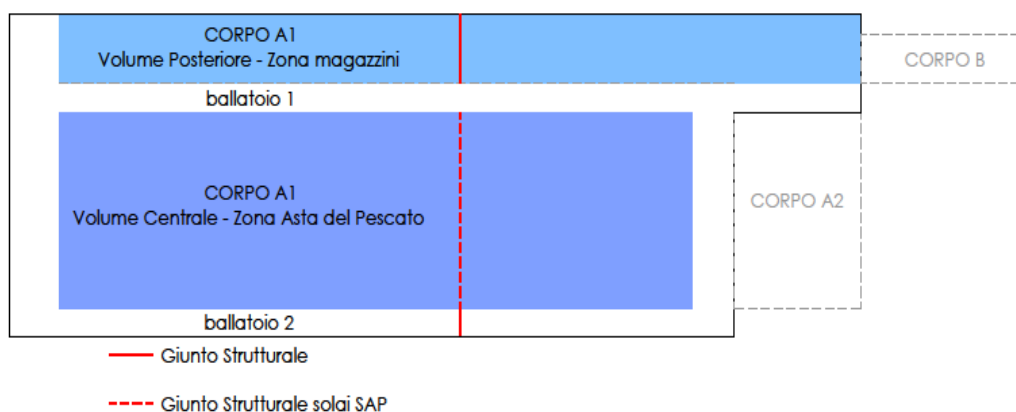 CORPO A1
Volume Posteriore - Zona magazzini
CORPO B
ballatoio 1
CORPO A1
Volume Centrale - Zona Asta del Pescato
CORPO A2
ballatoio 2
Giunto Strutturale
Giunto Strutturale solai SAP